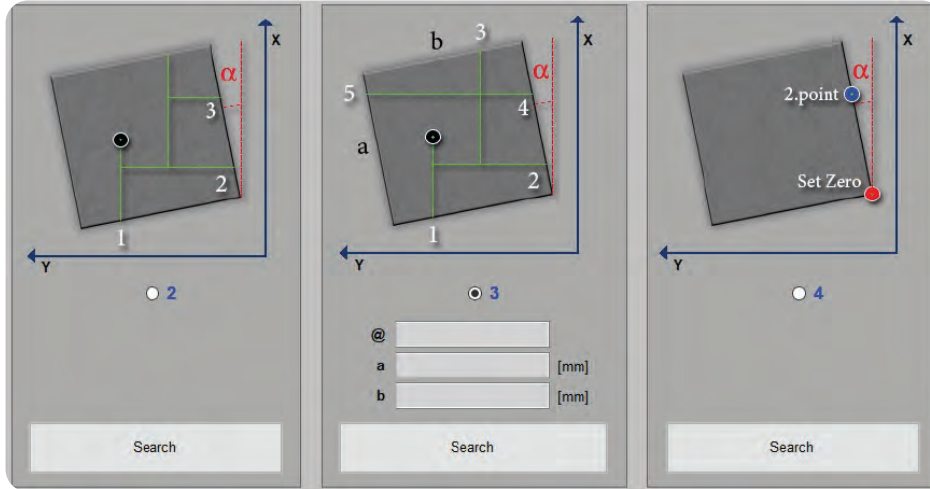 X
α
3
2
1
Y
2
Search
X
b
3
α
5
4
a
2
1
Y
3
@
a [mm]
b [mm]
Search
X
α
2.point
Set Zero
Y
4
Search